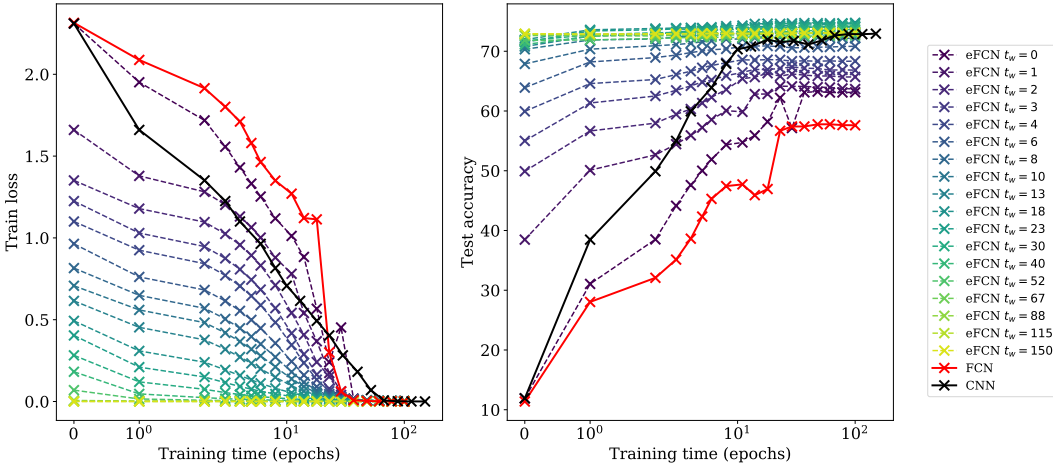 Train loss
2.0
1.5
1.0
0.5
0.0
0
10^0
10^1
10^2
Training time (epochs)
Test accuracy
70
60
50
40
30
20
10
0
10^0
10^1
10^2
Training time (epochs)
eFCN t_w = 0
eFCN t_w = 1
eFCN t_w = 2
eFCN t_w = 3
eFCN t_w = 4
eFCN t_w = 6
eFCN t_w = 8
eFCN t_w = 10
eFCN t_w = 13
eFCN t_w = 18
eFCN t_w = 23
eFCN t_w = 30
eFCN t_w = 40
eFCN t_w = 52
eFCN t_w = 67
eFCN t_w = 88
eFCN t_w = 115
eFCN t_w = 150
FCN
CNN